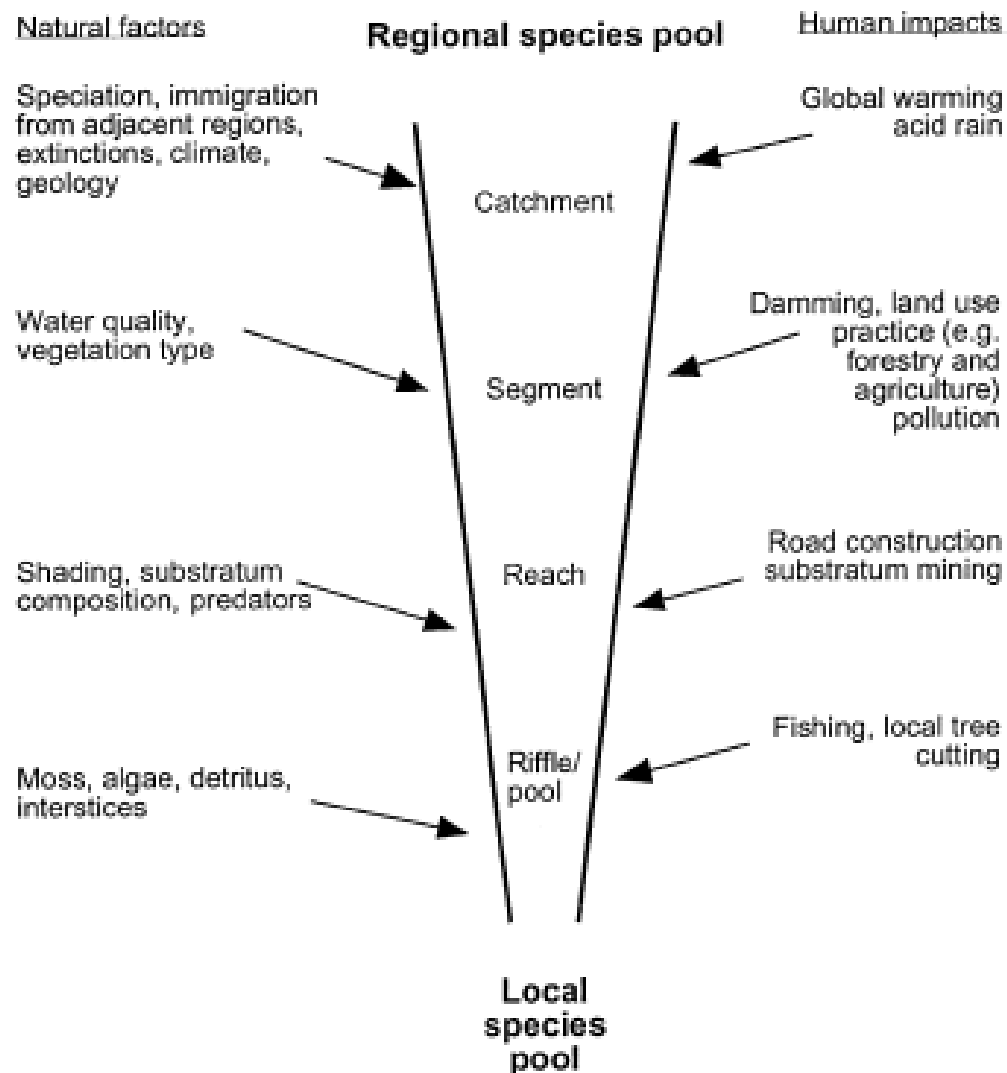 Natural factors
Regional species pool
Human impacts
Speciation, immigration
from adjacent regions,
extinctions, climate,
geology
Global warming
acid rain
Catchment
Water quality,
vegetation type
Damming, land use
practice (e.g.
forestry and
agriculture)
pollution
Segment
Shading, substratum
composition, predators
Reach
Road construction
substratum mining
Moss, algae, detritus,
interstices
Riffle/
pool
Fishing, local tree
cutting
Local
species
pool